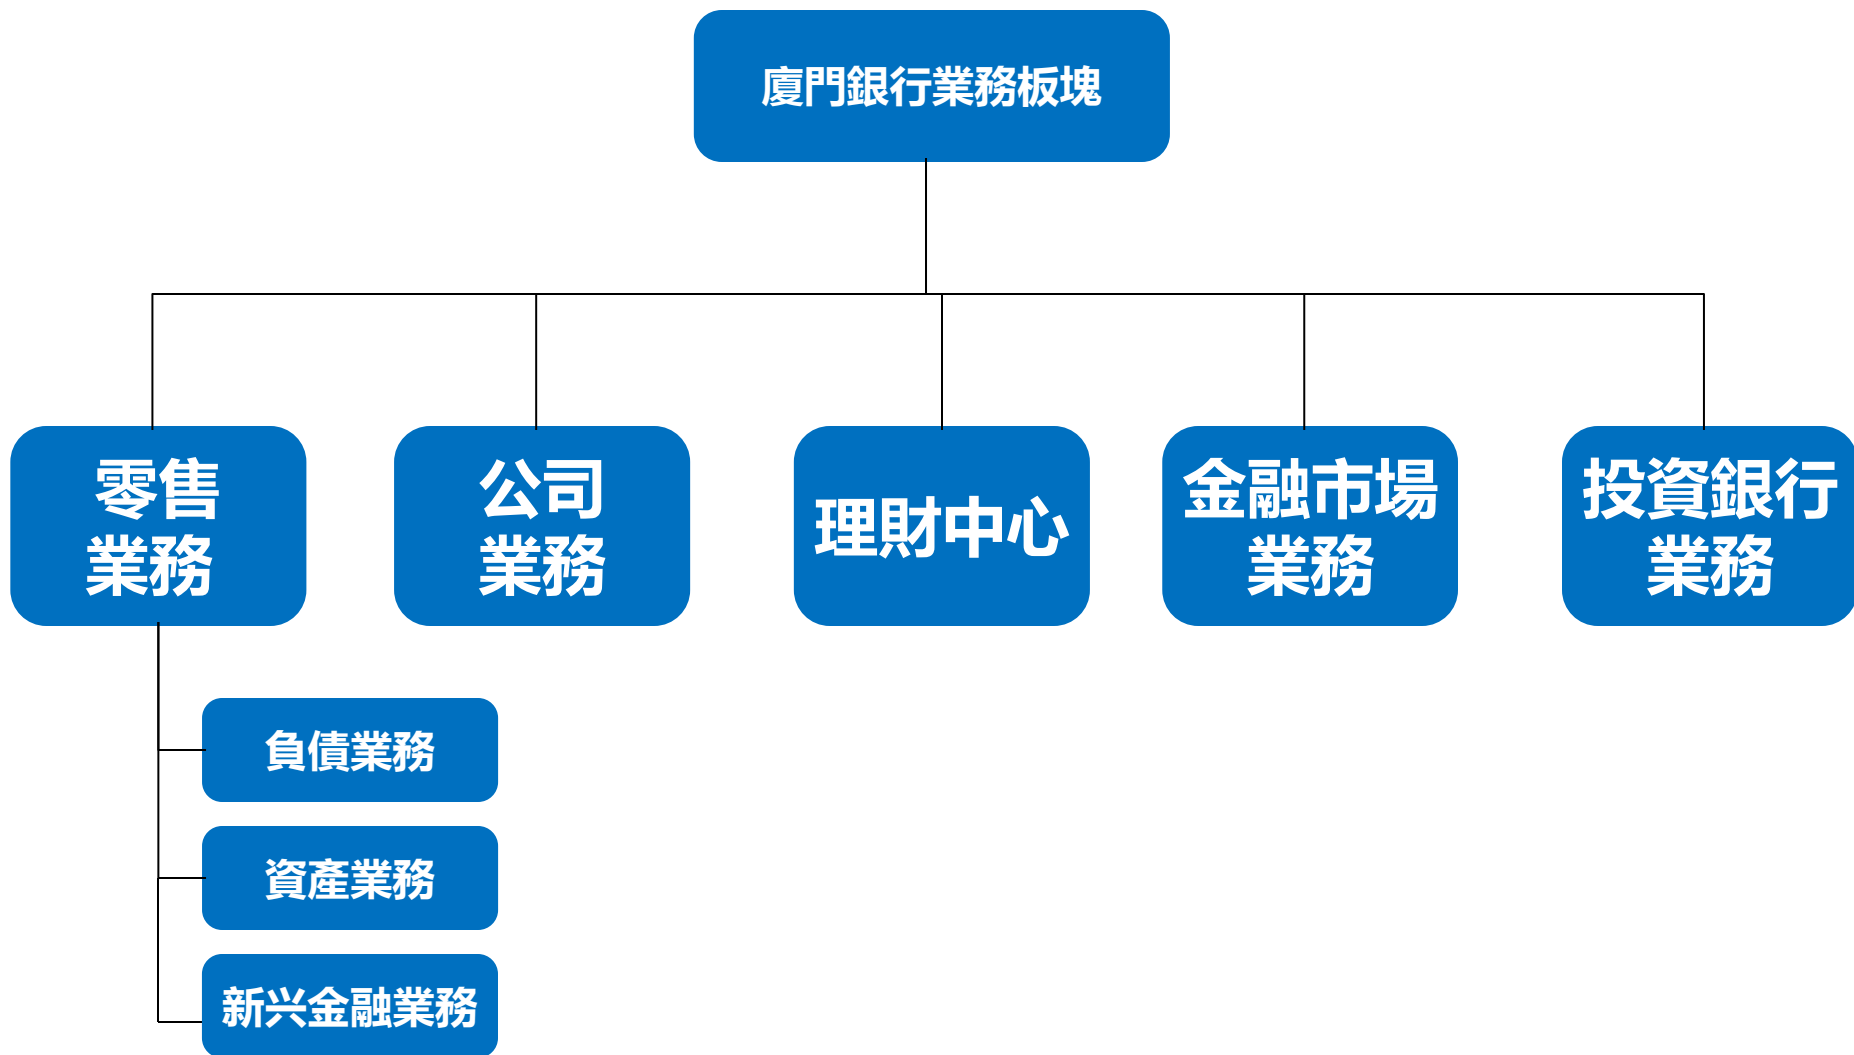 廈門銀行業務板塊
零售
業務
公司
業務
理財中心
金融市場
業務
投資銀行
業務
負債業務
資產業務
新兴金融業務